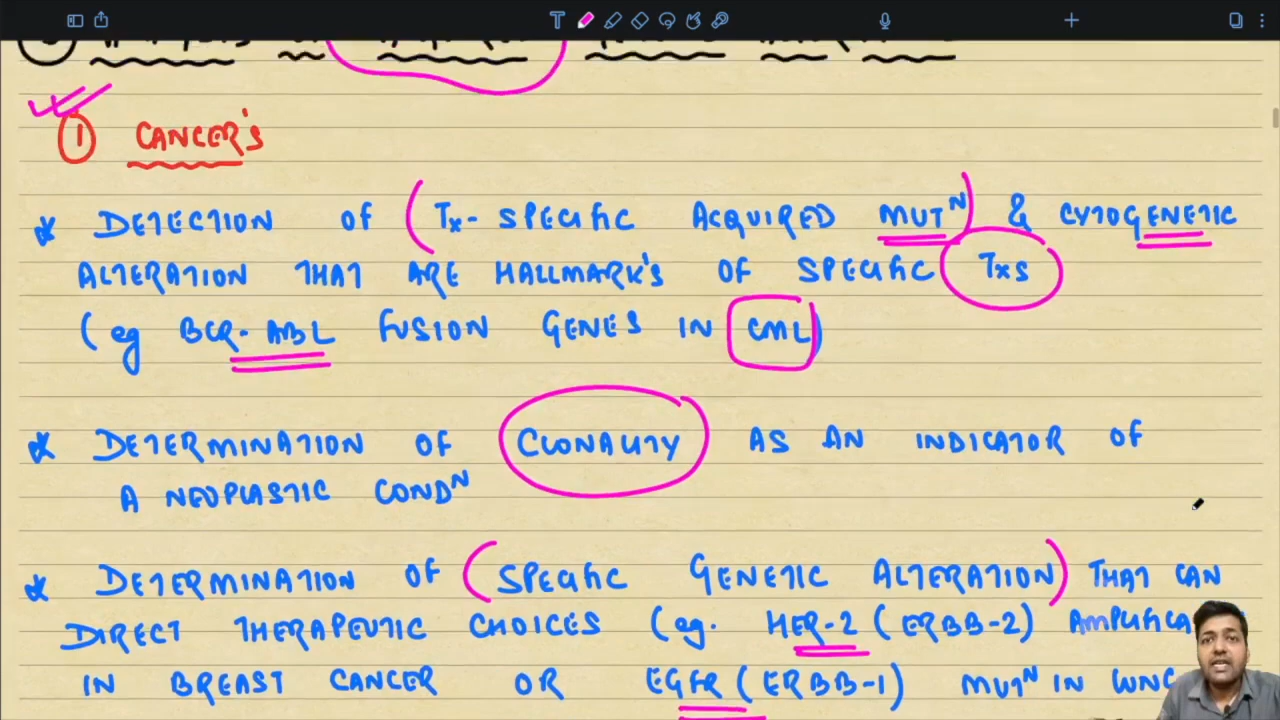 ① CANCER'S
* DETECTION OF (Tx-SPECIFIC ACQUIRED MUTᴺ) & CYTOGENETIC
ALTERATION THAT ARE HALLMARK'S OF SPECIFIC TxS
(eg BCR-ABL FUSION GENES IN CML)
* DETERMINATION OF CLONALITY AS AN INDICATOR OF
A NEOPLASTIC CONDᴺ
* DETERMINATION OF (SPECIFIC GENETIC ALTERATION) THAT CAN
DIRECT THERAPEUTIC CHOICES (eg. HER-2 (ERBB-2) AMPLIFICA
IN BREAST CANCER OR EGFR (ERBB-1) MUTᴺ IN